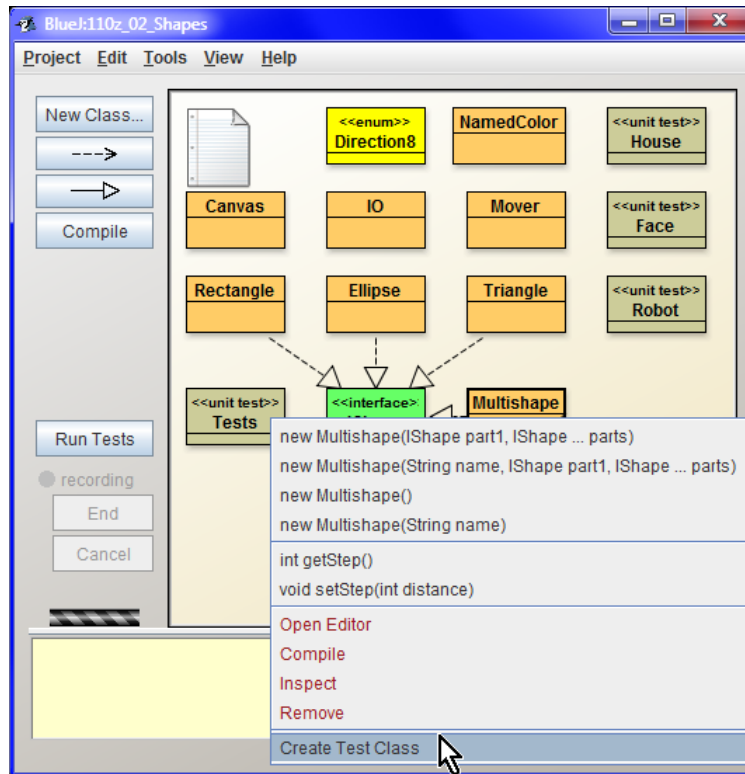 BlueJ:110z_02_Shapes
Project Edit Tools View Help
New Class...
Compile
Run Tests
recording
End
Cancel
<<enum>>
Direction8
NamedColor
<<unit test>>
House
Canvas
IO
Mover
<<unit test>>
Face
Rectangle
Ellipse
Triangle
<<unit test>>
Robot
<<unit test>>
Tests
<<interface>>
Multishape
new Multishape(IShape part1, IShape ... parts)
new Multishape(String name, IShape part1, IShape ... parts)
new Multishape()
new Multishape(String name)
int getStep()
void setStep(int distance)
Open Editor
Compile
Inspect
Remove
Create Test Class